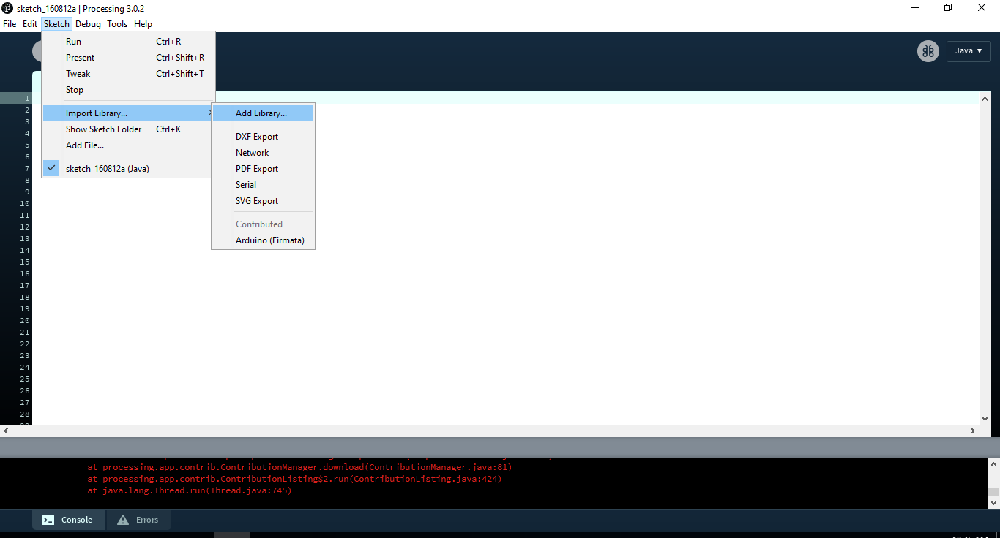 sketch_160812a | Processing 3.0.2
File Edit Sketch Debug Tools Help
Run Ctrl+R
Present Ctrl+Shift+R
Tweak Ctrl+Shift+T
Stop
Import Library...
Show Sketch Folder Ctrl+K
Add File...
sketch_160812a (Java)
Add Library...
DXF Export
Network
PDF Export
Serial
SVG Export
Contributed
Arduino (Firmata)
Java ▾
1
2
3
4
5
6
7
8
9
10
11
12
13
14
15
16
17
18
19
20
21
22
23
24
25
26
27
28
at processing.app.contrib.ContributionManager.download(ContributionManager.java:81)
at processing.app.contrib.ContributionListing$2.run(ContributionListing.java:424)
at java.lang.Thread.run(Thread.java:745)
Console
Errors